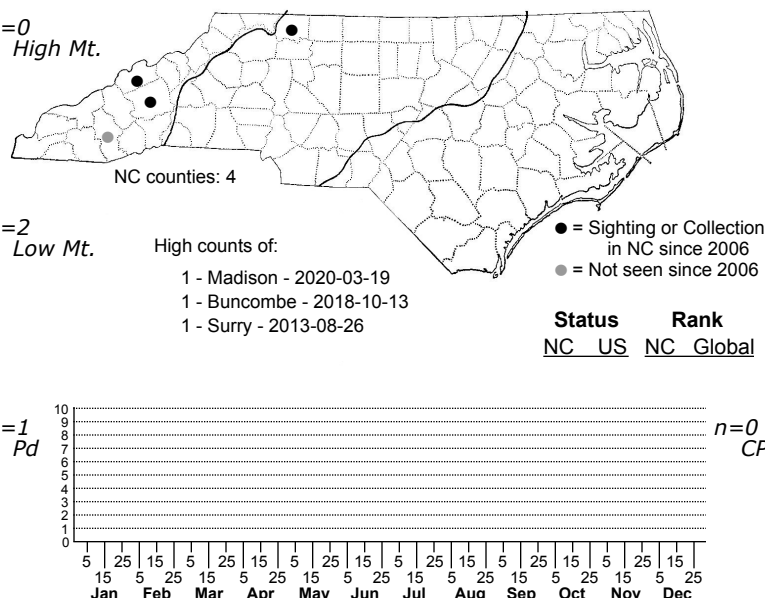 =0
High Mt.
NC counties: 4
=2
Low Mt.
High counts of:
1 - Madison - 2020-03-19
1 - Buncombe - 2018-10-13
1 - Surry - 2013-08-26
● = Sighting or Collection
in NC since 2006
● = Not seen since 2006
Status Rank
NC US NC Global
=1
Pd
n=0
CP
10
9
8
7
6
5
4
3
2
1
0
5 25 15 5 25 15 5 25 15 5 25 15 5 25 15 5 25 15
15 5 25 15 5 25 15 5 25 15 5 25 15 5 25 15 5 25
Jan Feb Mar Apr May Jun Jul Aug Sep Oct Nov Dec